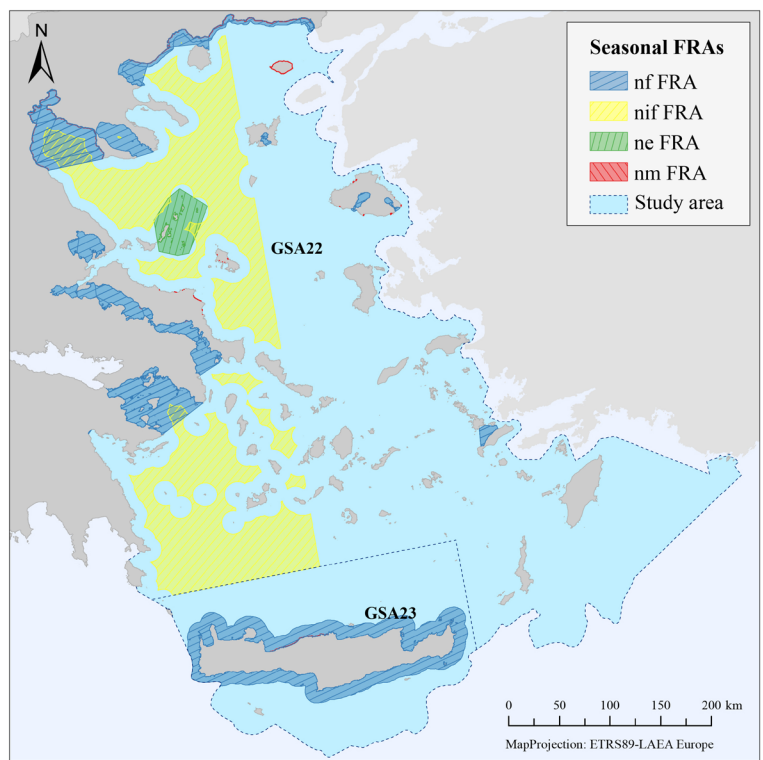 N
Seasonal FRAs
nf FRA
nif FRA
ne FRA
nm FRA
Study area
GSA22
GSA23
0 50 100 150 200 km
MapProjection: ETRS89-LAEA Europe